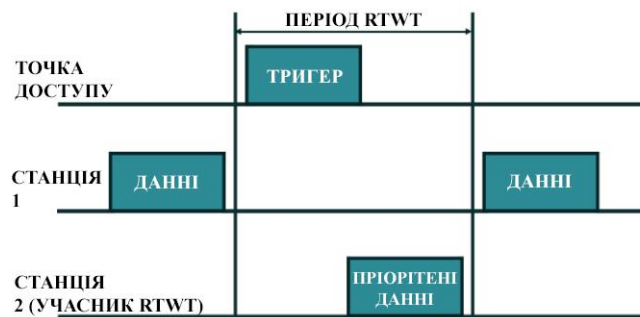 ПЕРІОД RTWT
ТОЧКА
ДОСТУПУ
ТРИГЕР
СТАНЦІЯ
1
ДАННІ
ДАННІ
СТАНЦІЯ
2 (УЧАСНИК RTWT)
ПРІОРІТЕНІ
ДАННІ